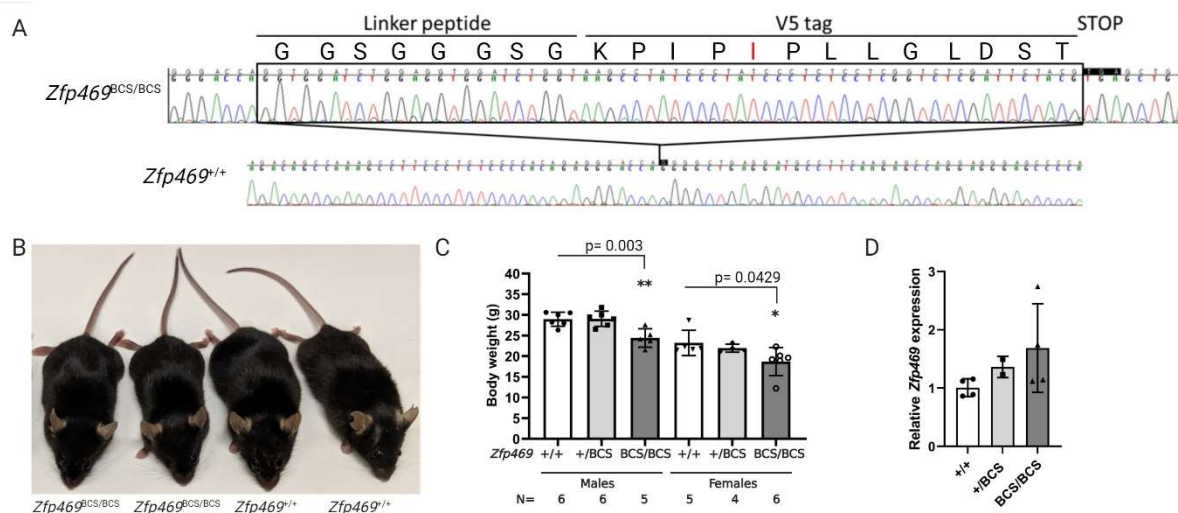 A
Linker peptide V5 tag STOP
G G S G G G S G K P I P I P L L G L D S T
GGGACCAGGTGGATCTGGAGGTGGATCTGGTAAGCCTATCCCTATCCCTCTCCTCGGTCTCGATTCTACGTGAGCTG
Zfp469BCS/BCS
Zfp469+/+
B
Zfp469BCS/BCS Zfp469BCS/BCS Zfp469+/+ Zfp469+/+
C
p= 0.003
p= 0.0429
**
*
Body weight (g)
40
35
30
25
20
15
10
5
0
Zfp469 +/+ +/BCS BCS/BCS +/+ +/BCS BCS/BCS
Males Females
N= 6 6 5 5 4 6
D
Relative Zfp469 expression
3
2
1
0
+/+
+/BCS
BCS/BCS